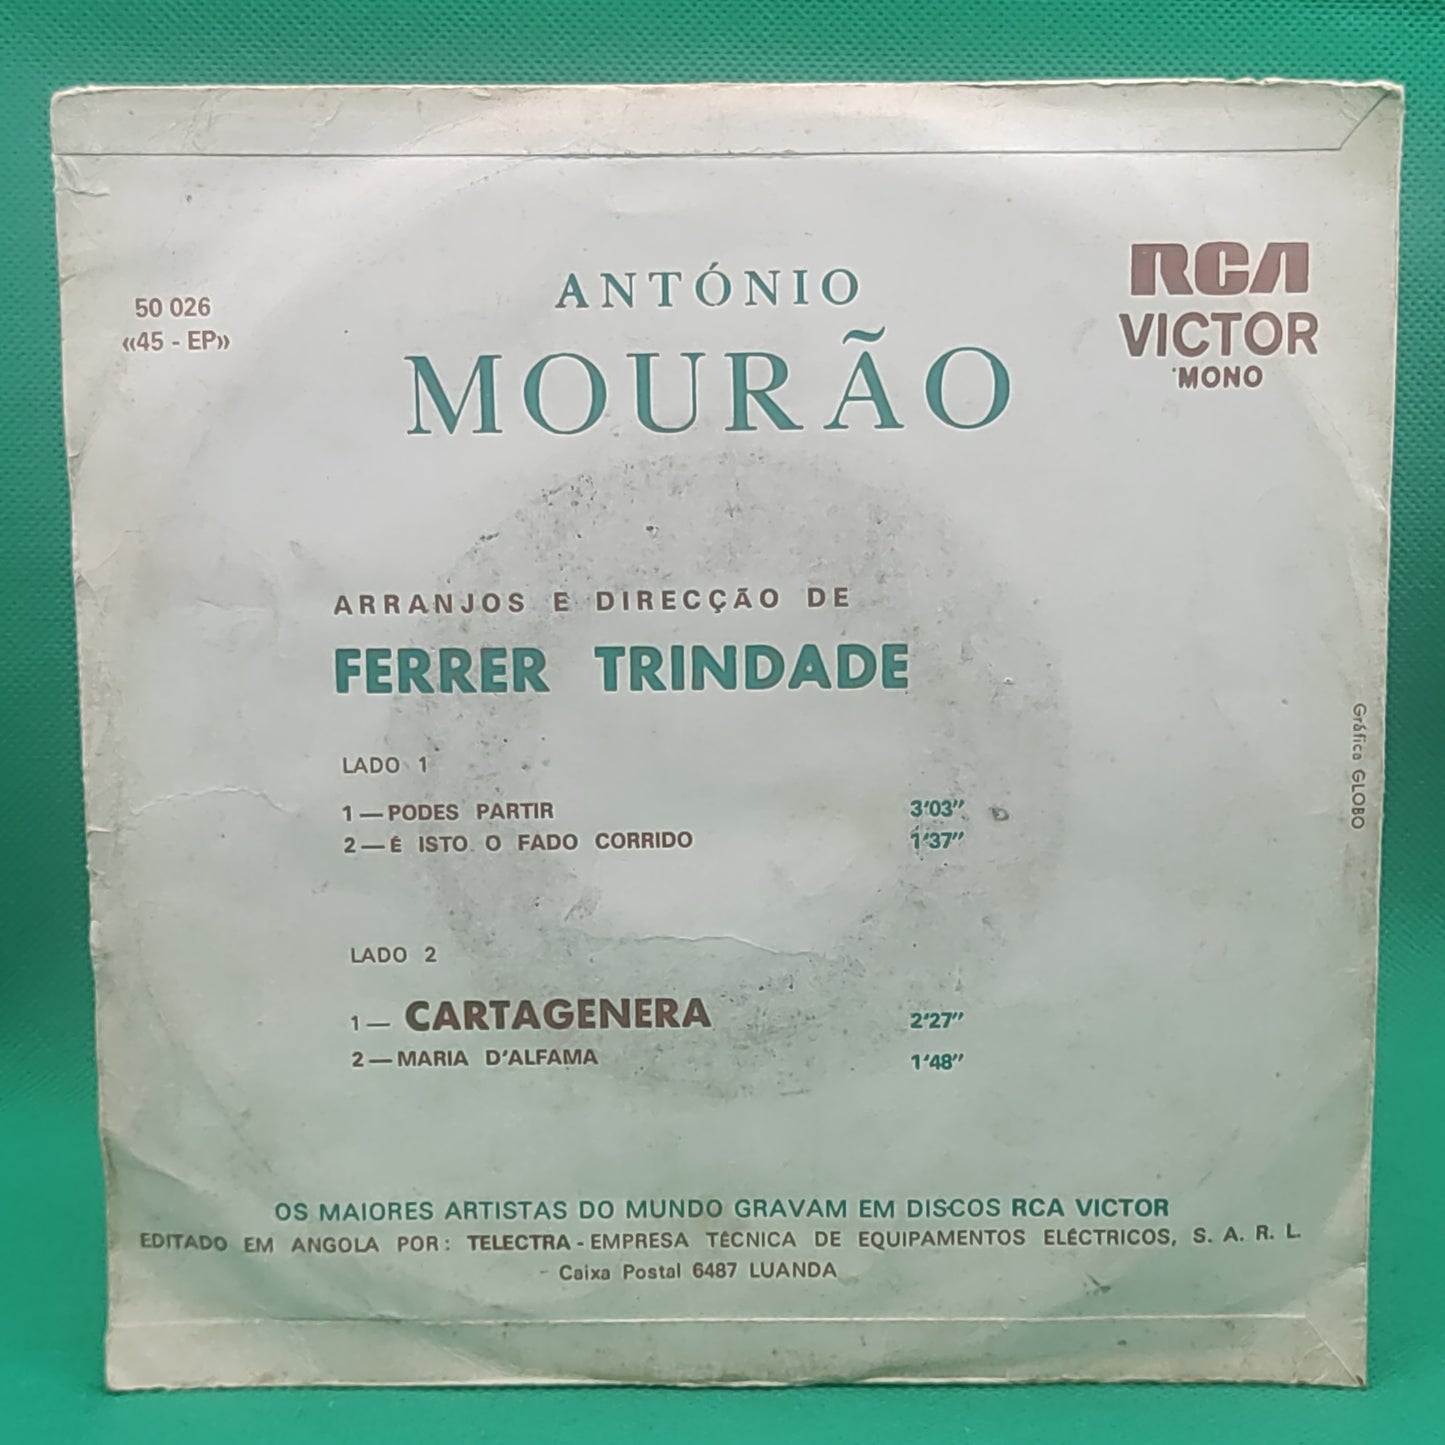 50 026
«45 - EP»
ANTÓNIO
MOURÃO
RCA
VICTOR
MONO
ARRANJOS E DIRECÇÃO DE
FERRER TRINDADE
LADO 1
1 — PODES PARTIR 3'03"
2 — É ISTO O FADO CORRIDO 1'37"
LADO 2
1 — CARTAGENERA 2'27"
2 — MARIA D'ALFAMA 1'48"
Gráfica GLOBO
OS MAIORES ARTISTAS DO MUNDO GRAVAM EM DISCOS RCA VICTOR
EDITADO EM ANGOLA POR: TELECTRA - EMPRESA TÉCNICA DE EQUIPAMENTOS ELÉCTRICOS, S. A. R. L.
Caixa Postal 6487 LUANDA